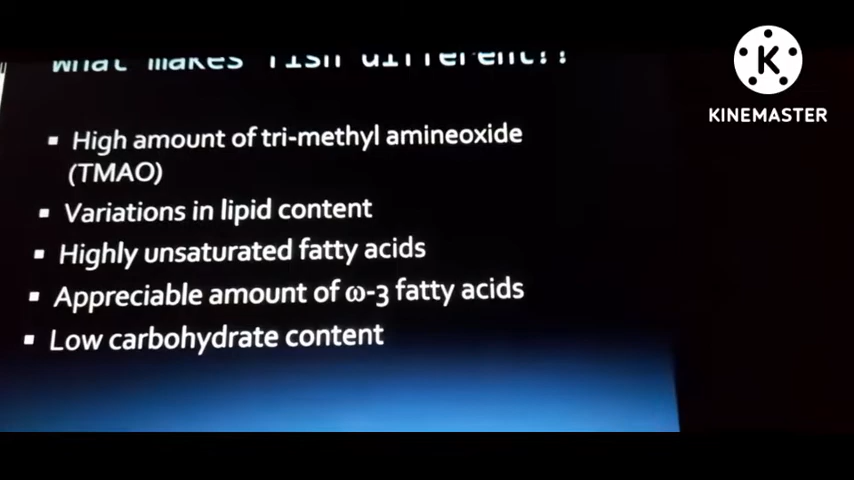 What makes fish different??
▪ High amount of tri-methyl amineoxide
(TMAO)
▪ Variations in lipid content
▪ Highly unsaturated fatty acids
▪ Appreciable amount of ω-3 fatty acids
▪ Low carbohydrate content
K
KINEMASTER